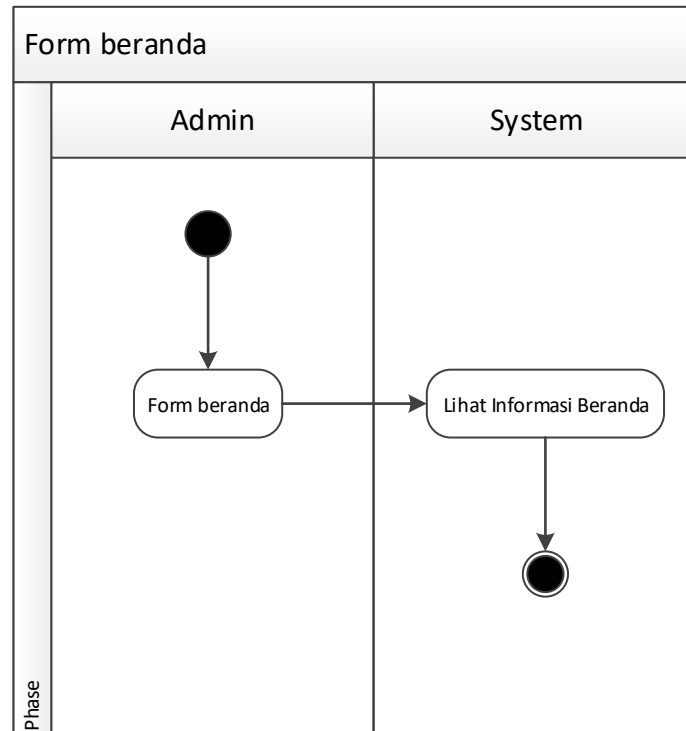 Form beranda
Admin
System
Form beranda
Lihat Informasi Beranda
Phase